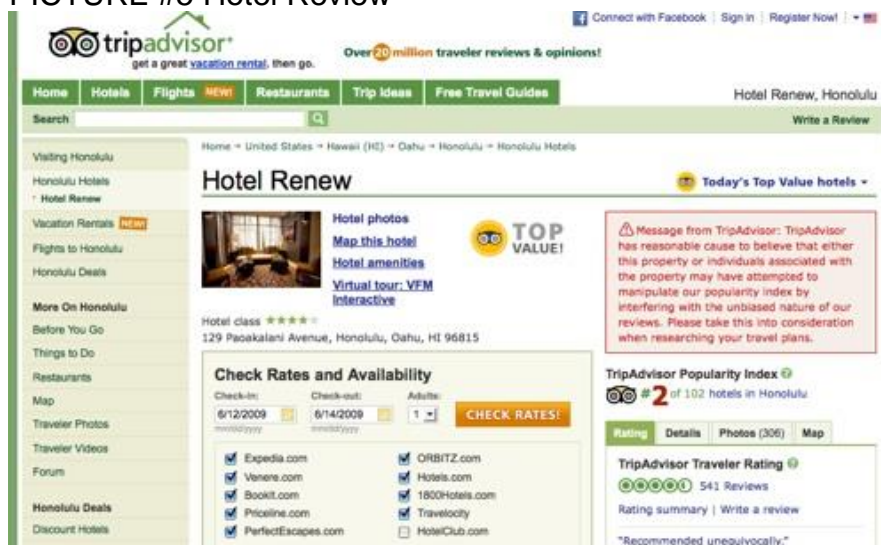 PICTURE #3 Hotel Review
Connect with Facebook | Sign in | Register Now!
tripadvisor
get a great vacation rental, then go.
Over 20 million traveler reviews & opinions!
Home
Hotels
Flights NEW!
Restaurants
Trip Ideas
Free Travel Guides
Hotel Renew, Honolulu
Search
Write a Review
Visiting Honolulu
Honolulu Hotels
Hotel Renew
Vacation Rentals NEW!
Flights to Honolulu
Honolulu Deals
More On Honolulu
Before You Go
Things to Do
Restaurants
Map
Traveler Photos
Traveler Videos
Forum
Honolulu Deals
Discount Hotels
Home → United States → Hawaii (HI) → Oahu → Honolulu → Honolulu Hotels
Hotel Renew
Today's Top Value hotels
Hotel photos
Map this hotel
Hotel amenities
Virtual tour: VFM
Interactive
TOP
VALUE!
Hotel class
129 Paoakalani Avenue, Honolulu, Oahu, HI 96815
Check Rates and Availability
Check-in:
Check-out:
Adults:
6/12/2009
6/14/2009
1
CHECK RATES!
mm/dd/yyyy
mm/dd/yyyy
Expedia.com
ORBITZ.com
Venere.com
Hotels.com
Bookit.com
1800Hotels.com
Priceline.com
Travelocity
PerfectEscapes.com
HotelClub.com
Message from TripAdvisor: TripAdvisor
has reasonable cause to believe that either
this property or individuals associated with
the property may have attempted to
manipulate our popularity index by
interfering with the unbiased nature of our
reviews. Please take this into consideration
when researching your travel plans.
TripAdvisor Popularity Index
#2 of 102 hotels in Honolulu
Rating
Details
Photos (306)
Map
TripAdvisor Traveler Rating
541 Reviews
Rating summary | Write a review
"Recommended unequivocally."